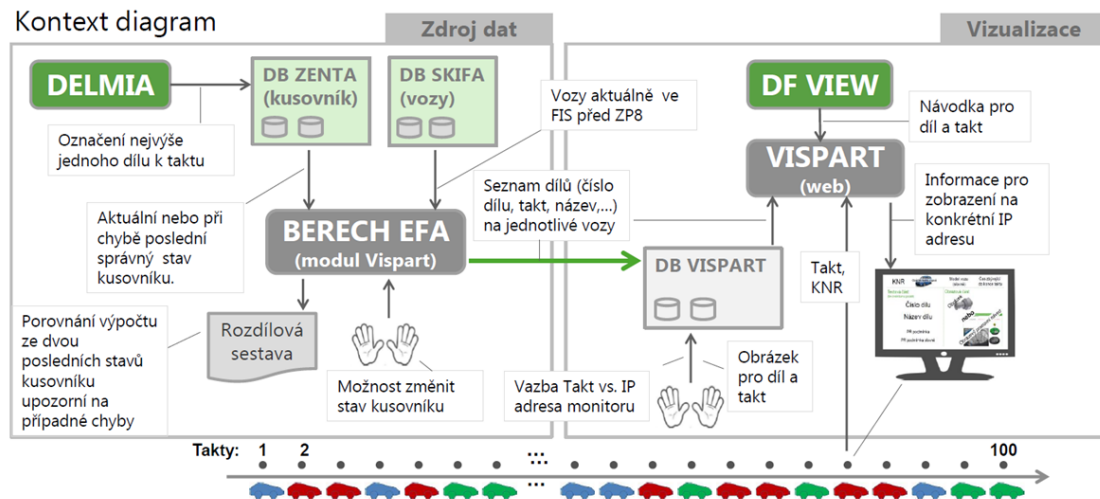 Kontext diagram
Zdroj dat
Vizualizace
DELMIA
DB ZENTA
(kusovník)
DB SKIFA
(vozy)
Vozy aktuálně ve
FIS před ZP8
DF VIEW
Návodka pro
díl a takt
Označení nejvýše
jednoho dílu k taktu
VISPART
(web)
Seznam dílů (číslo
dílu, takt, název,...)
na jednotlivé vozy
Informace pro
zobrazení na
konkrétní IP
adresu
Aktuální nebo při
chybě poslední
správný stav
kusovníku.
BERECH EFA
(modul Vispart)
DB VISPART
Takt,
KNR
KNR
Číslo dílu
Název dílu
nebo
Porovnání výpočtu
ze dvou
posledních stavů
kusovníku
upozorní na
případné chyby
Rozdílová
sestava
Možnost změnit
stav kusovníku
Vazba Takt vs. IP
adresa monitoru
Obrázek
pro díl a
takt
Takty: 1 2 ... 100
...